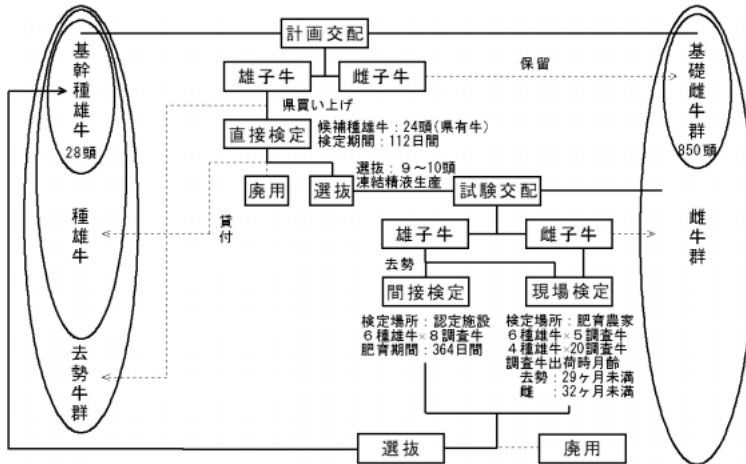 計画交配
基幹種雄牛
28頭
基礎雌牛群
850頭
雄子牛
雌子牛
保留
県買い上げ
直接検定
候補種雄牛：24頭（県有牛）
検定期間：112日間
廃用
選抜
選抜：９～10頭
凍結精液生産
試験交配
貸付
種雄牛
雌牛群
雄子牛
雌子牛
去勢
間接検定
現場検定
検定場所：認定施設
６種雄牛×８調査牛
肥育期間：364日間
検定場所：肥育農家
６種雄牛×５調査牛
４種雄牛×20調査牛
調査牛出荷時月齢
去勢：29ヶ月未満
雌　：32ヶ月未満
去勢牛群
選抜
廃用